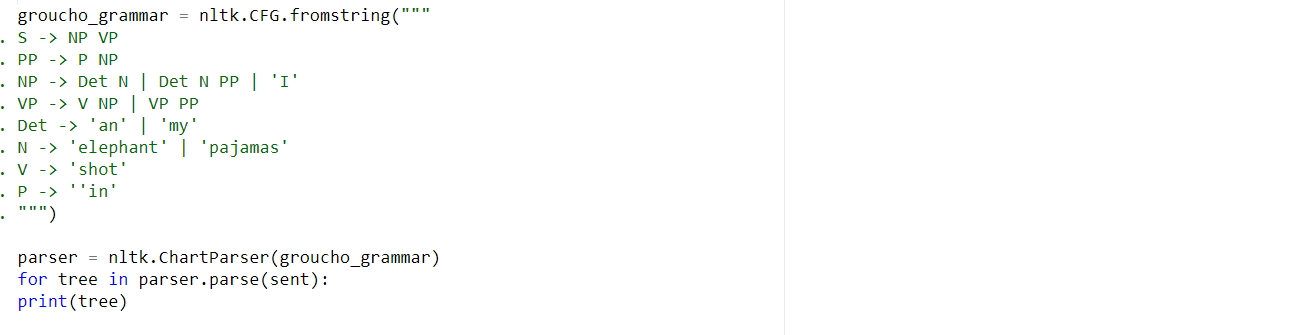 groucho_grammar = nltk.CFG.fromstring("""
. S -> NP VP
. PP -> P NP
. NP -> Det N | Det N PP | 'I'
. VP -> V NP | VP PP
. Det -> 'an' | 'my'
. N -> 'elephant' | 'pajamas'
. V -> 'shot'
. P -> ''in'
. """)
parser = nltk.ChartParser(groucho_grammar)
for tree in parser.parse(sent):
print(tree)